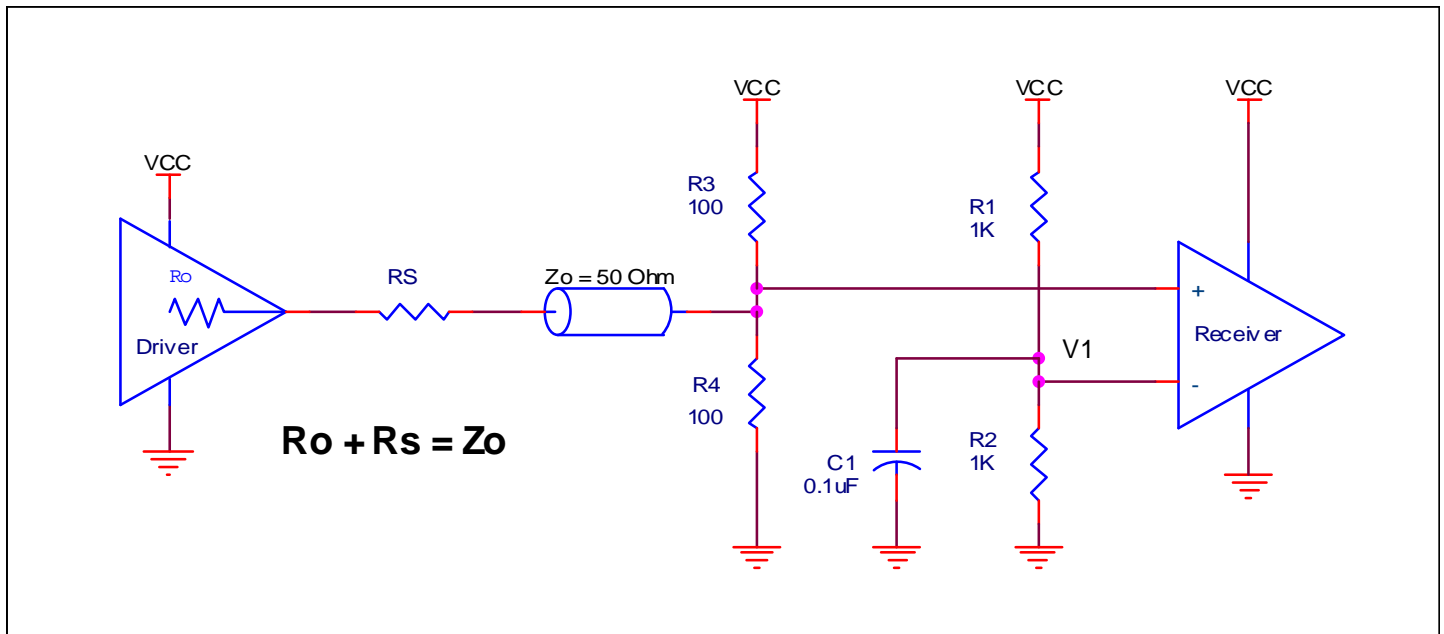 VCC
VCC
VCC
VCC
R3
100
R1
1K
Ro
RS
Zo = 50 Ohm
+
Driver
Receiver
V1
-
R4
100
Ro + Rs = Zo
R2
1K
C1
0.1uF